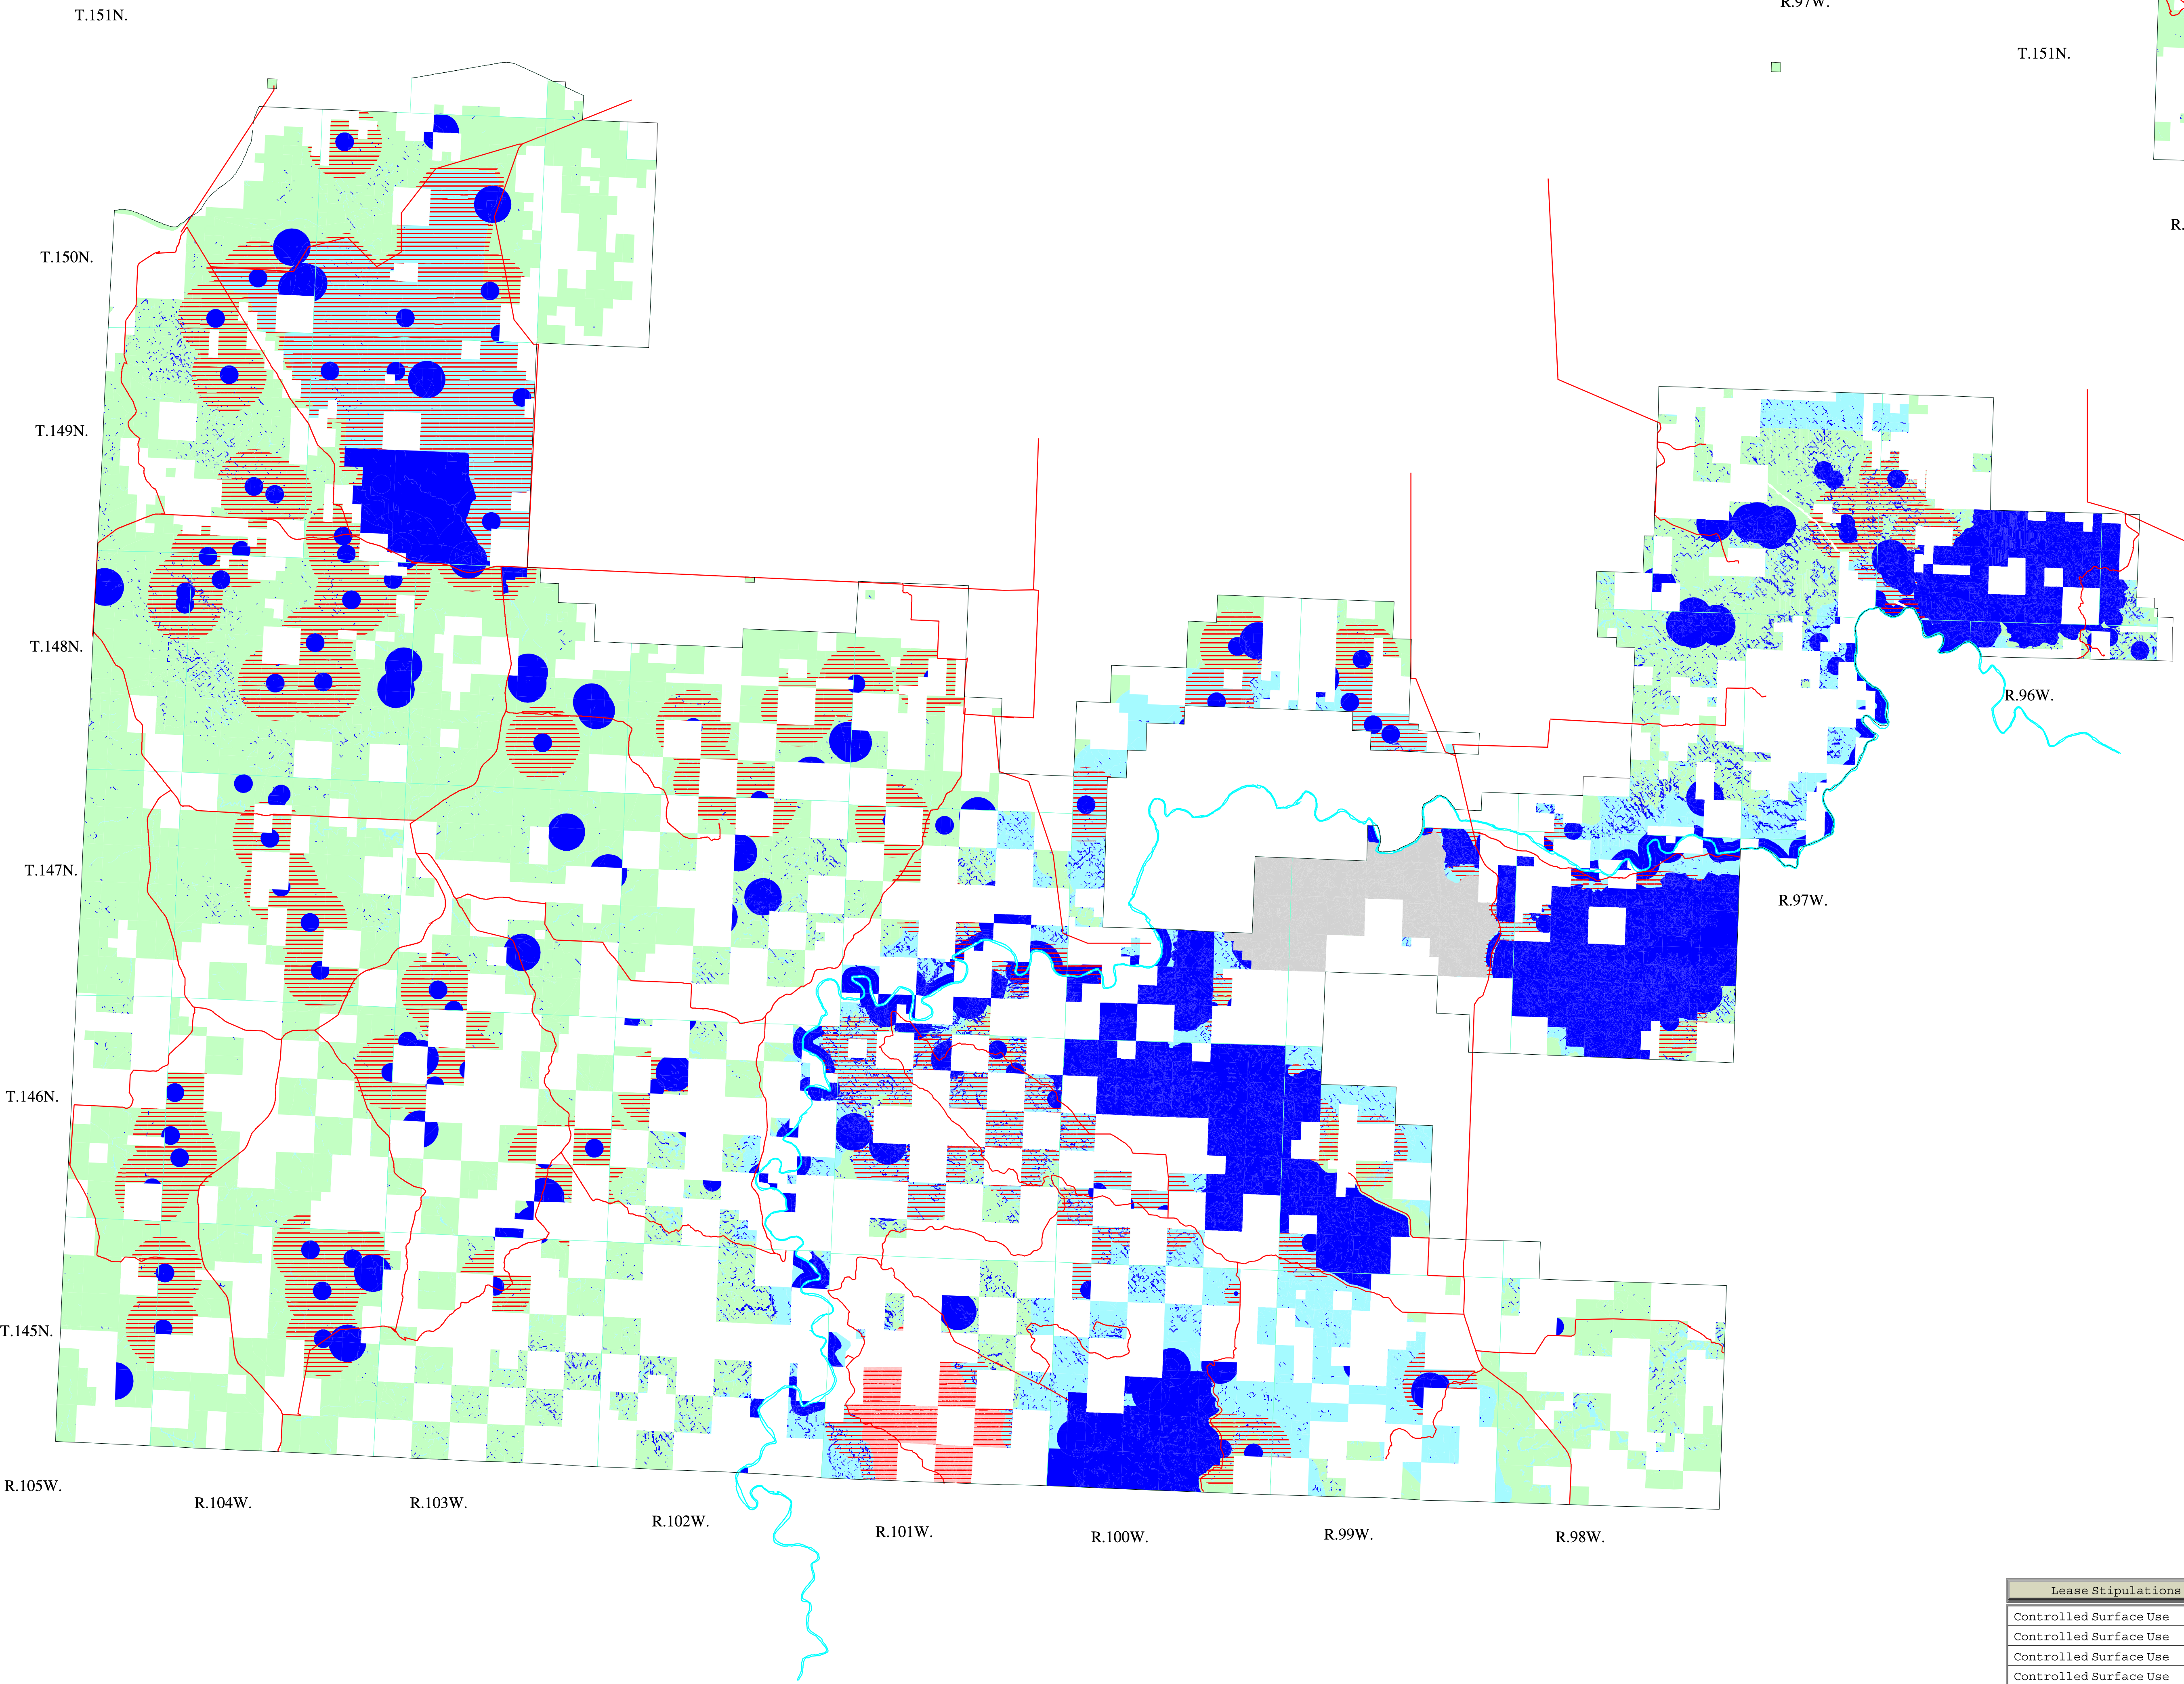 R.97W.
T.151N.
T.151N.
R.
T.150N.
T.149N.
T.148N.
R.96W.
T.147N.
R.97W.
T.146N.
T.145N.
R.105W.
R.104W.
R.103W.
R.102W.
R.101W.
R.100W.
R.99W.
R.98W.
Lease Stipulations
Controlled Surface Use
Controlled Surface Use
Controlled Surface Use
Controlled Surface Use